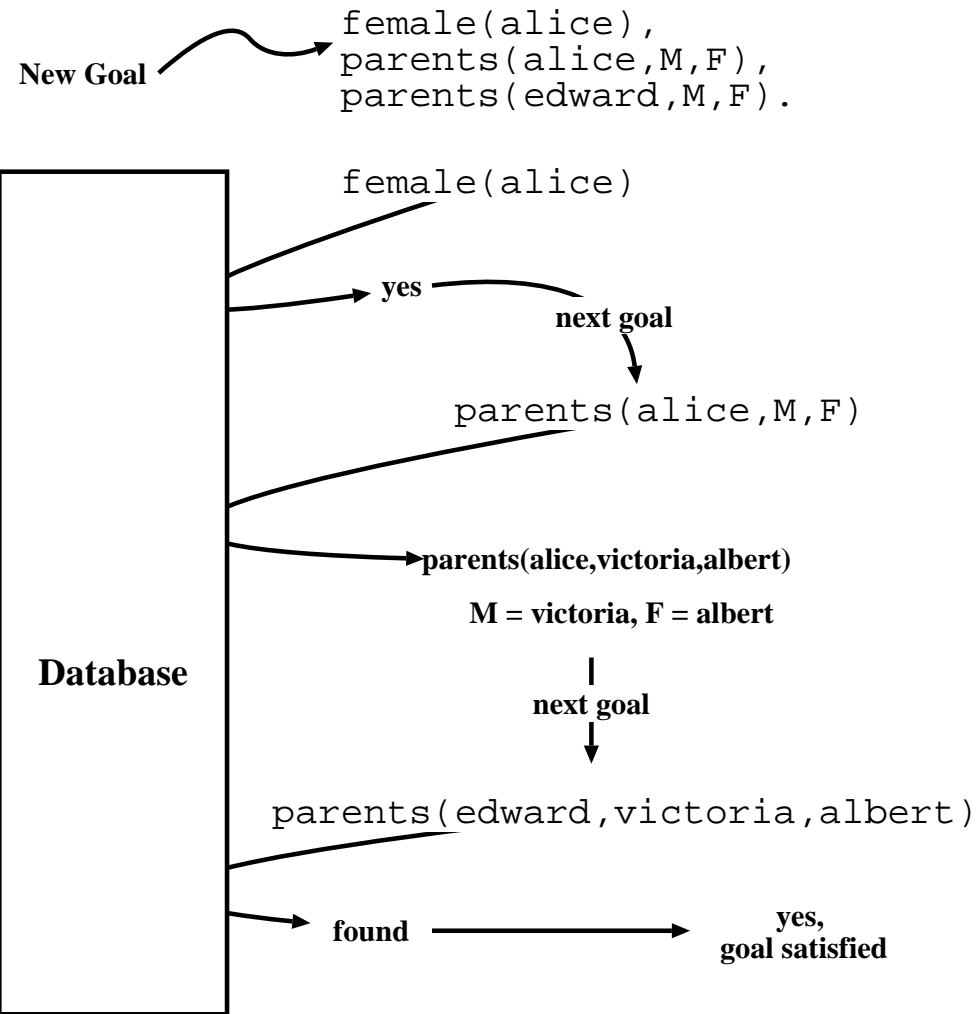 New Goal
female(alice),
parents(alice,M,F),
parents(edward,M,F).
female(alice)
yes
next goal
parents(alice,M,F)
parents(alice,victoria,albert)
M = victoria, F = albert
Database
next goal
parents(edward,victoria,albert)
found
yes,
goal satisfied